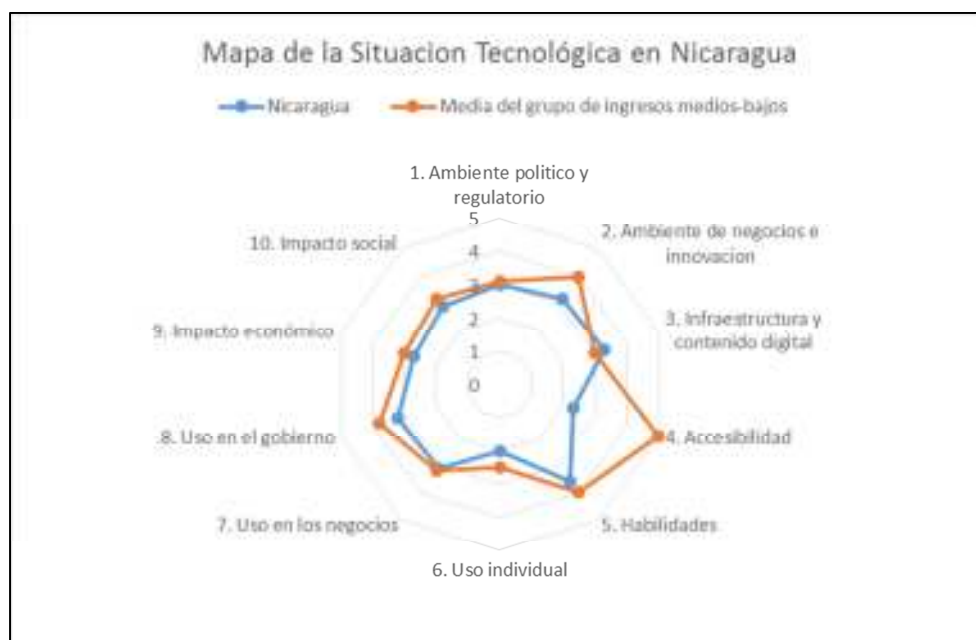 Mapa de la Situacion Tecnológica en Nicaragua
Nicaragua
Media del grupo de ingresos medios-bajos
1. Ambiente politico y
regulatorio
2. Ambiente de negocios e
innovacion
3. Infraestructura y
contenido digital
4. Accesibilidad
5. Habilidades
6. Uso individual
7. Uso en los negocios
8. Uso en el gobierno
9. Impacto económico
10. Impacto social
5
4
3
2
1
0